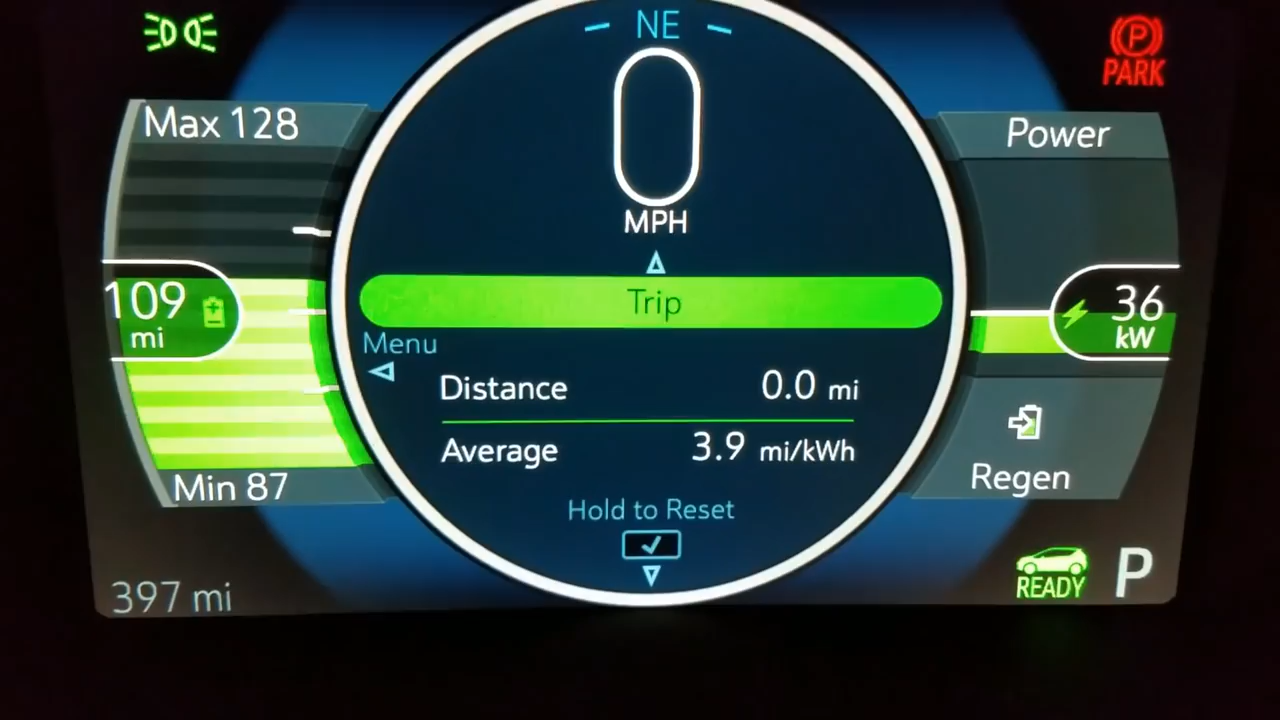 NE
P
PARK
Max 128
Power
0
MPH
109
mi
Trip
36
kW
Menu
Distance 0.0 mi
Average 3.9 mi/kWh
Regen
Min 87
Hold to Reset
READY
P
397 mi